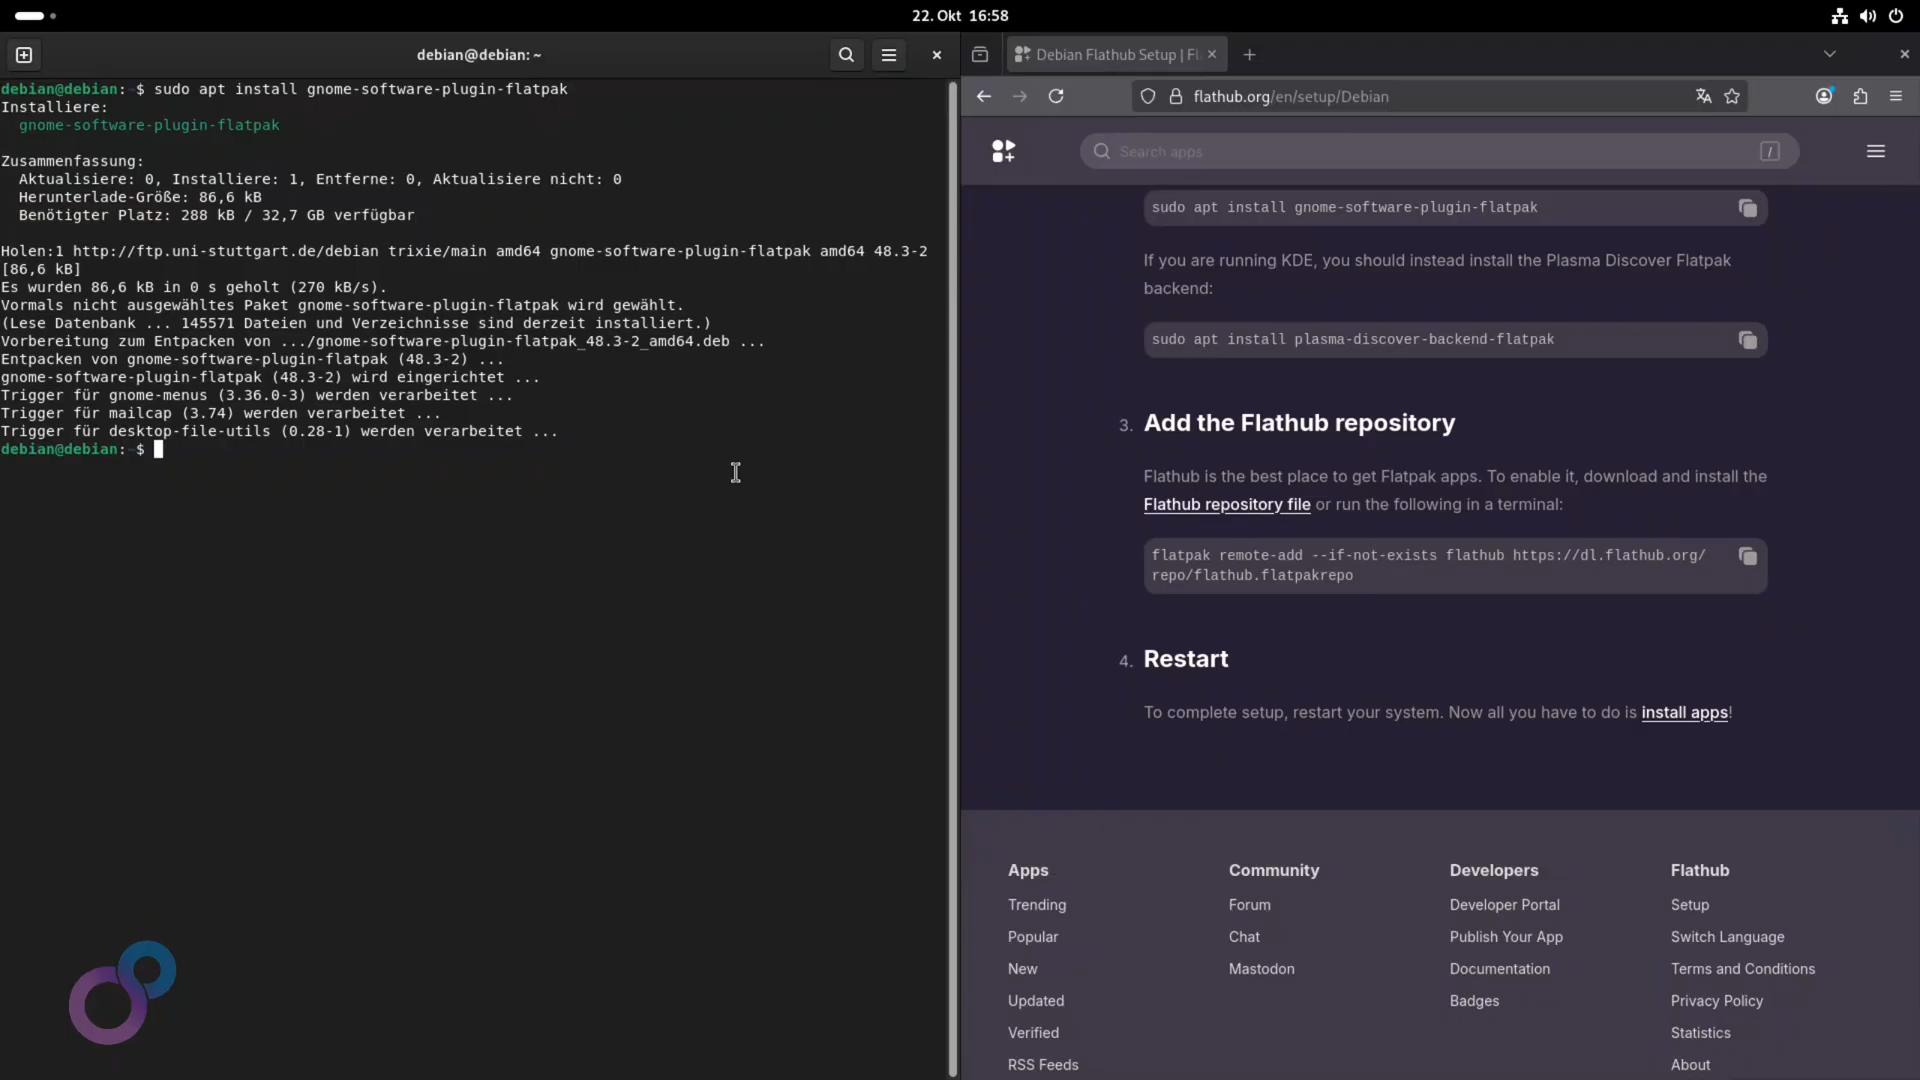 22. Okt 16:58
debian@debian: ~
debian@debian:~$ sudo apt install gnome-software-plugin-flatpak
Installiere:
gnome-software-plugin-flatpak
Zusammenfassung:
Aktualisiere: 0, Installiere: 1, Entferne: 0, Aktualisiere nicht: 0
Herunterlade-Größe: 86,6 kB
Benötigter Platz: 288 kB / 32,7 GB verfügbar
Holen:1 http://ftp.uni-stuttgart.de/debian trixie/main amd64 gnome-software-plugin-flatpak amd64 48.3-2
[86,6 kB]
Es wurden 86,6 kB in 0 s geholt (270 kB/s).
Vormals nicht ausgewähltes Paket gnome-software-plugin-flatpak wird gewählt.
(Lese Datenbank ... 145571 Dateien und Verzeichnisse sind derzeit installiert.)
Vorbereitung zum Entpacken von .../gnome-software-plugin-flatpak_48.3-2_amd64.deb ...
Entpacken von gnome-software-plugin-flatpak (48.3-2) ...
gnome-software-plugin-flatpak (48.3-2) wird eingerichtet ...
Trigger für gnome-menus (3.36.0-3) werden verarbeitet ...
Trigger für mailcap (3.74) werden verarbeitet ...
Trigger für desktop-file-utils (0.28-1) werden verarbeitet ...
debian@debian:~$
Debian Flathub Setup | Fl
flathub.org/en/setup/Debian
Search apps
/
sudo apt install gnome-software-plugin-flatpak
If you are running KDE, you should instead install the Plasma Discover Flatpak
backend:
sudo apt install plasma-discover-backend-flatpak
3. Add the Flathub repository
Flathub is the best place to get Flatpak apps. To enable it, download and install the
Flathub repository file or run the following in a terminal:
flatpak remote-add --if-not-exists flathub https://dl.flathub.org/
repo/flathub.flatpakrepo
4. Restart
To complete setup, restart your system. Now all you have to do is install apps!
Apps
Trending
Popular
New
Updated
Verified
RSS Feeds
Community
Forum
Chat
Mastodon
Developers
Developer Portal
Publish Your App
Documentation
Badges
Flathub
Setup
Switch Language
Terms and Conditions
Privacy Policy
Statistics
About